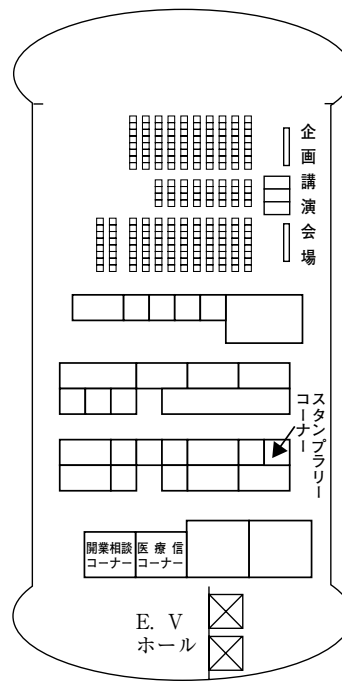 企画講演会場
スタンプラリー
コーナー
開業相談
コーナー
医療信
コーナー
E. V
ホール